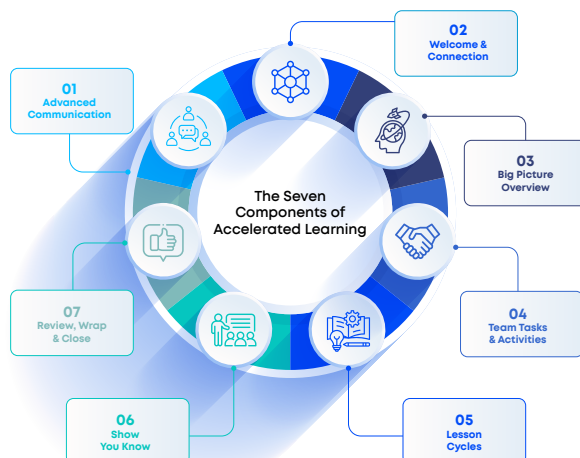 The Seven
Components of
Accelerated Learning
01
Advanced
Communication
02
Welcome &
Connection
03
Big Picture
Overview
04
Team Tasks
& Activities
05
Lesson
Cycles
06
Show
You Know
07
Review, Wrap
& Close